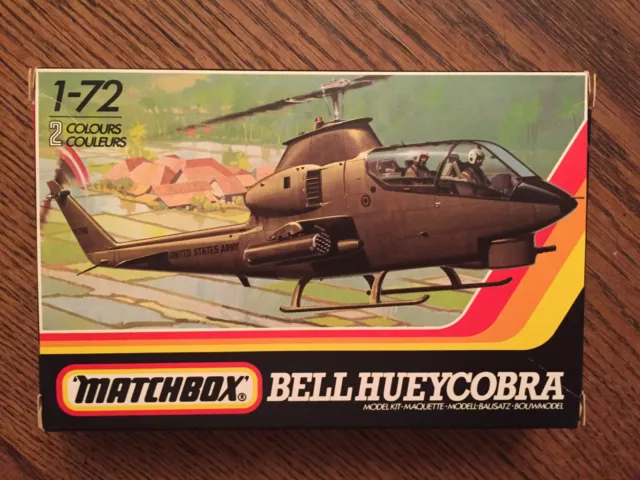 1-72
2 COLOURS
COULEURS
UNITED STATES ARMY
"MATCHBOX"®
BELL HUEYCOBRA
MODEL KIT·MAQUETTE·MODELL-BAUSATZ·BOUWMODEL